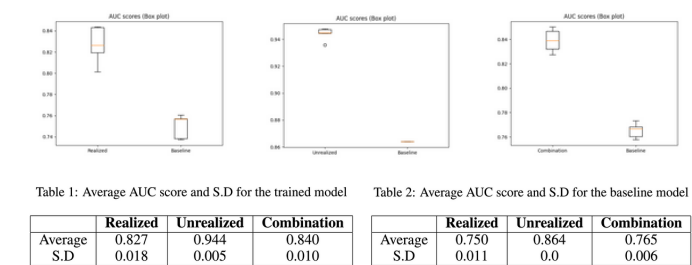 AUC scores (Box plot)
0.84
0.82
0.80
0.78
0.76
0.74
Realized Baseline
AUC scores (Box plot)
0.94
0.92
0.90
0.88
0.86
Unrealized Baseline
AUC scores (Box plot)
0.84
0.82
0.80
0.78
0.76
Combination Baseline
Table 1: Average AUC score and S.D for the trained model
Realized Unrealized Combination
Average 0.827 0.944 0.840
S.D 0.018 0.005 0.010
Table 2: Average AUC score and S.D for the baseline model
Realized Unrealized Combination
Average 0.750 0.864 0.765
S.D 0.011 0.0 0.006